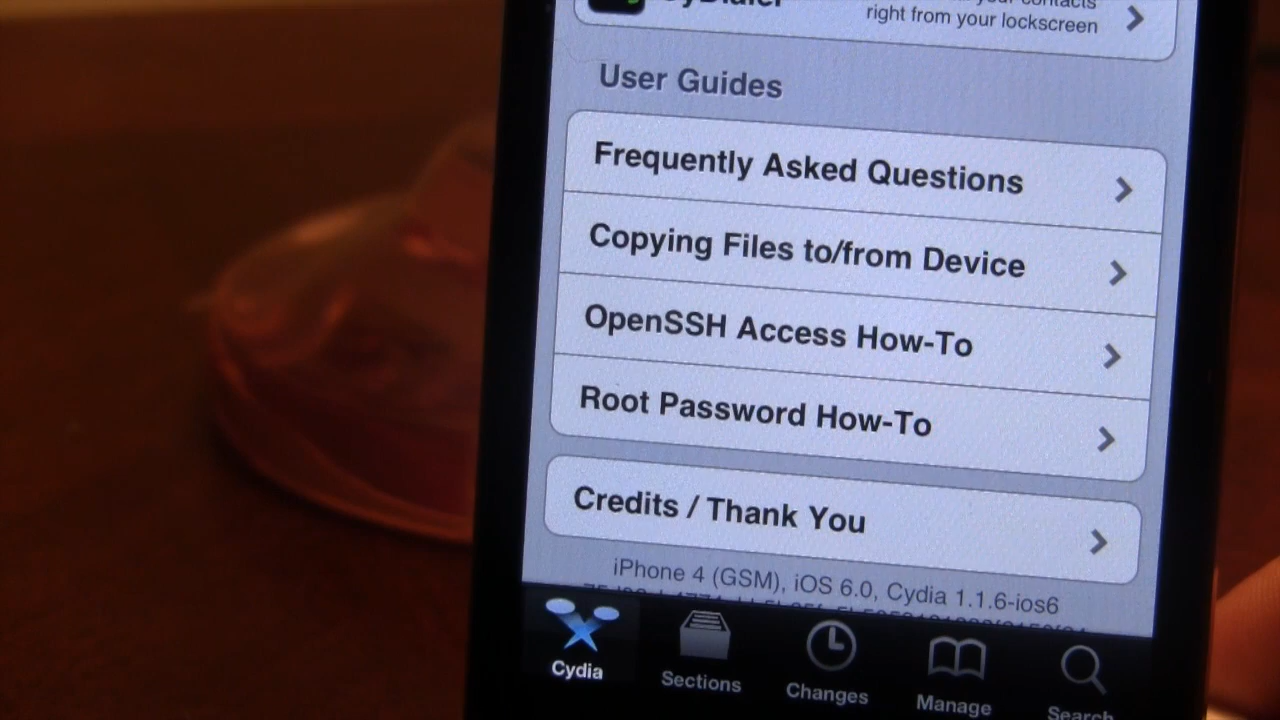 CyDialer
contacts
right from your lockscreen
User Guides
Frequently Asked Questions
Copying Files to/from Device
OpenSSH Access How-To
Root Password How-To
Credits / Thank You
iPhone 4 (GSM), iOS 6.0, Cydia 1.1.6-ios6
Cydia
Sections
Changes
Manage
Search